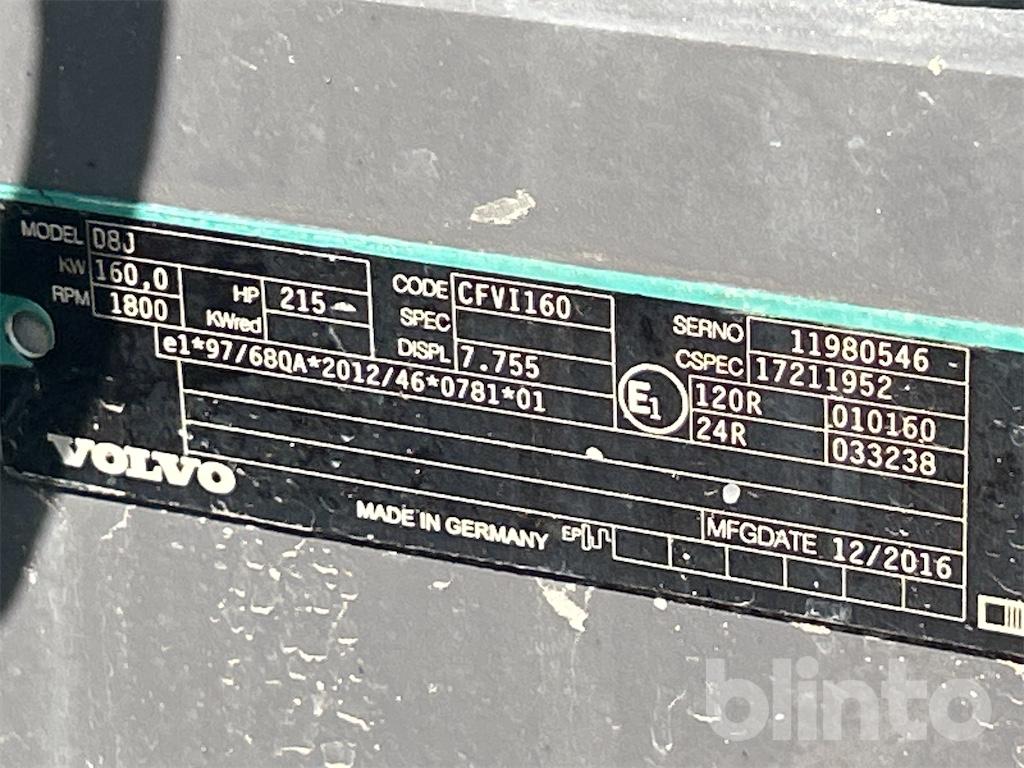 MODEL D8J
KW 160,0 HP 215
RPM 1800 KWred
CODE CFVI160
SPEC
DISPL 7.755
SERNO 11980546
CSPEC 17211952
e1*97/68QA*2012/46*0781*01
E1 120R 010160
24R 033238
VOLVO
MADE IN GERMANY EP
MFGDATE 12/2016
blinto